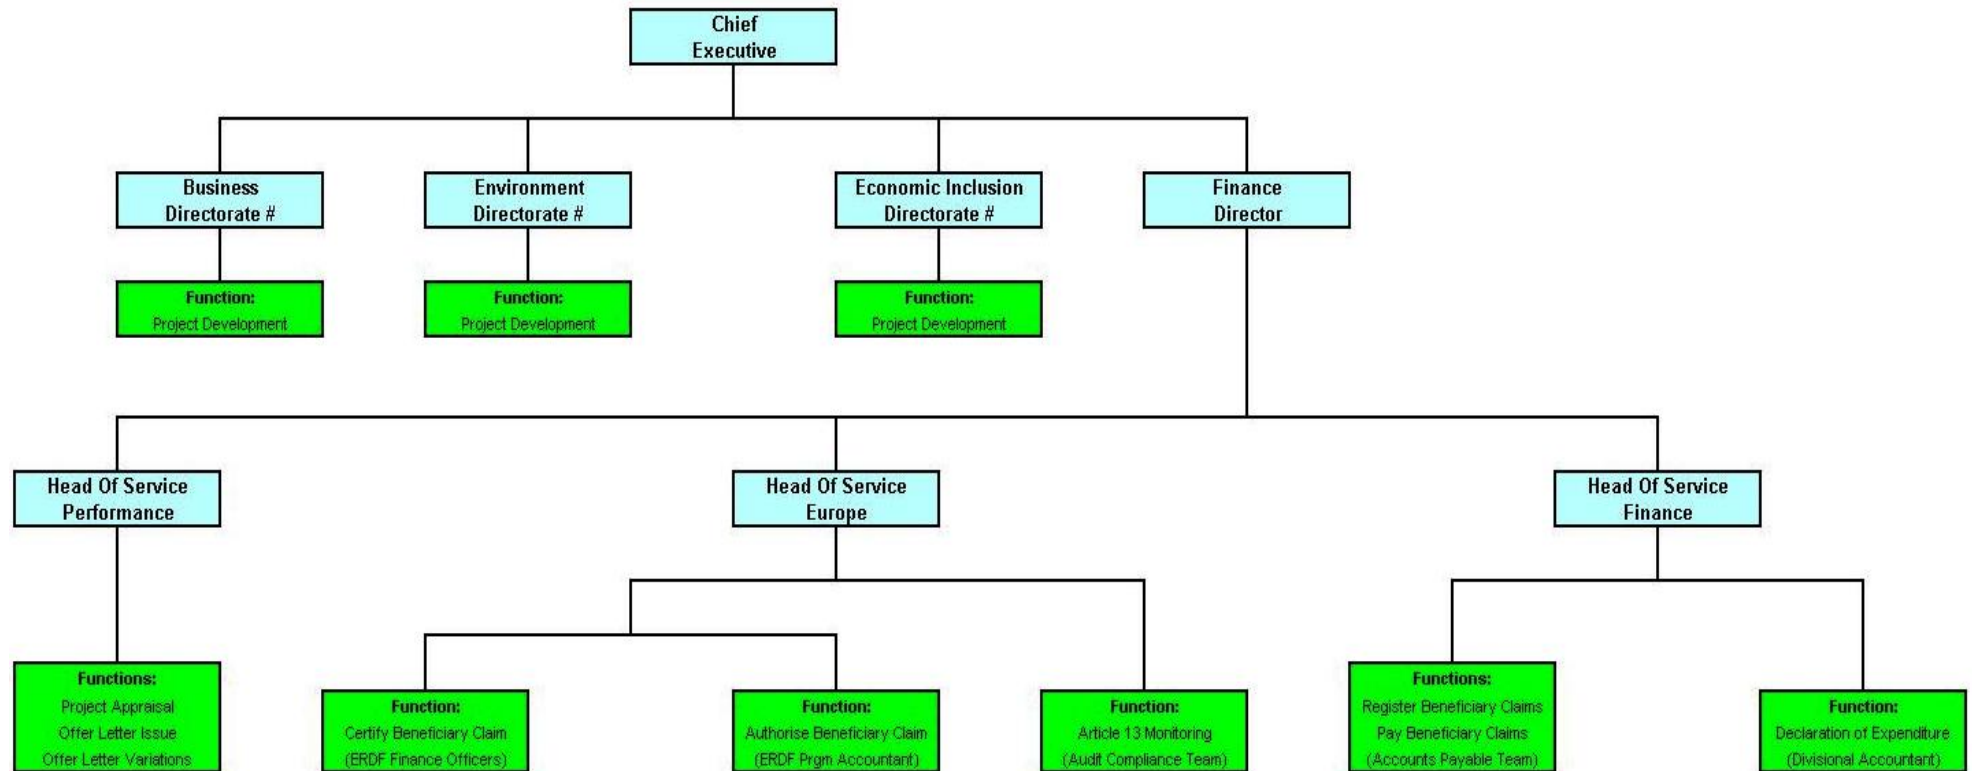 Chief
Executive
Business
Directorate #
Environment
Directorate #
Economic Inclusion
Directorate #
Finance
Director
Function:
Project Development
Function:
Project Development
Function:
Project Development
Head Of Service
Performance
Head Of Service
Europe
Head Of Service
Finance
Functions:
Project Appraisal
Offer Letter Issue
Offer Letter Variations
Function:
Certify Beneficiary Claim
(ERDF Finance Officers)
Function:
Authorise Beneficiary Claim
(ERDF Prgm Accountant)
Function:
Article 13 Monitoring
(Audit Compliance Team)
Functions:
Register Beneficiary Claims
Pay Beneficiary Claims
(Accounts Payable Team)
Function:
Declaration of Expenditure
(Divisional Accountant)